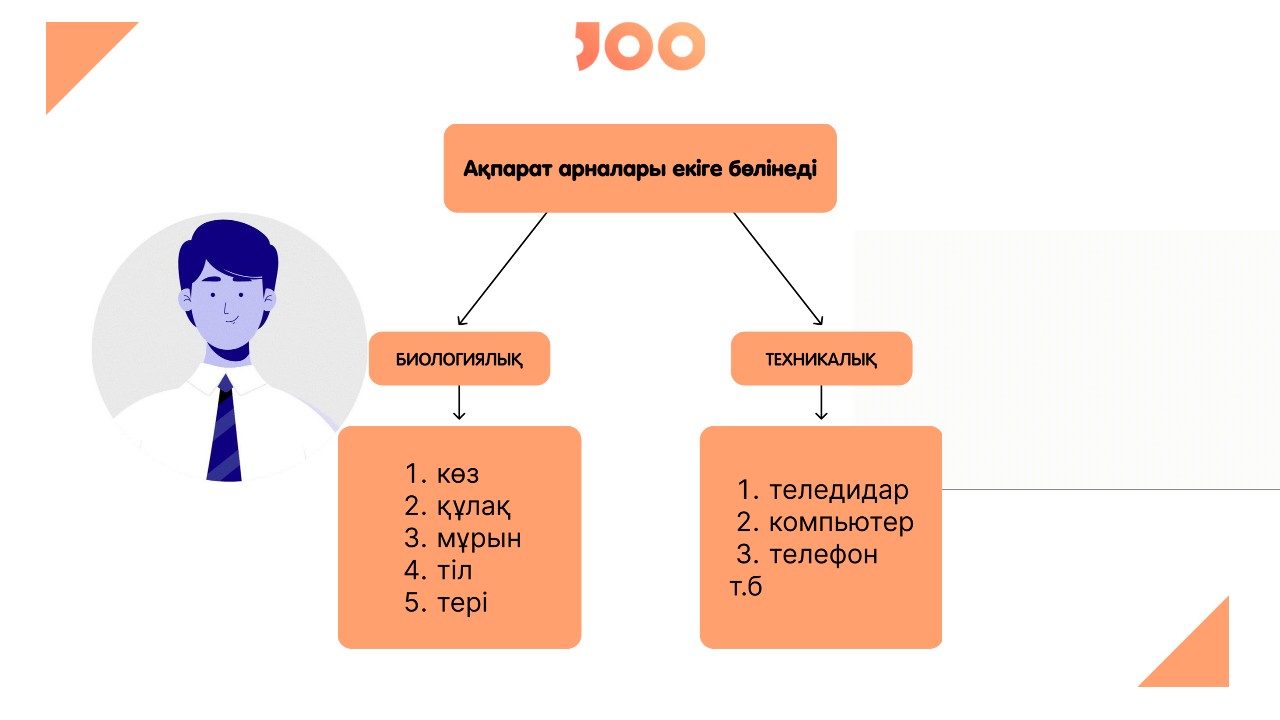 JOO
Ақпарат арналары екіге бөлінеді
БИОЛОГИЯЛЫҚ
ТЕХНИКАЛЫҚ
1. көз
2. құлақ
3. мұрын
4. тіл
5. тері
1. теледидар
2. компьютер
3. телефон
т.б